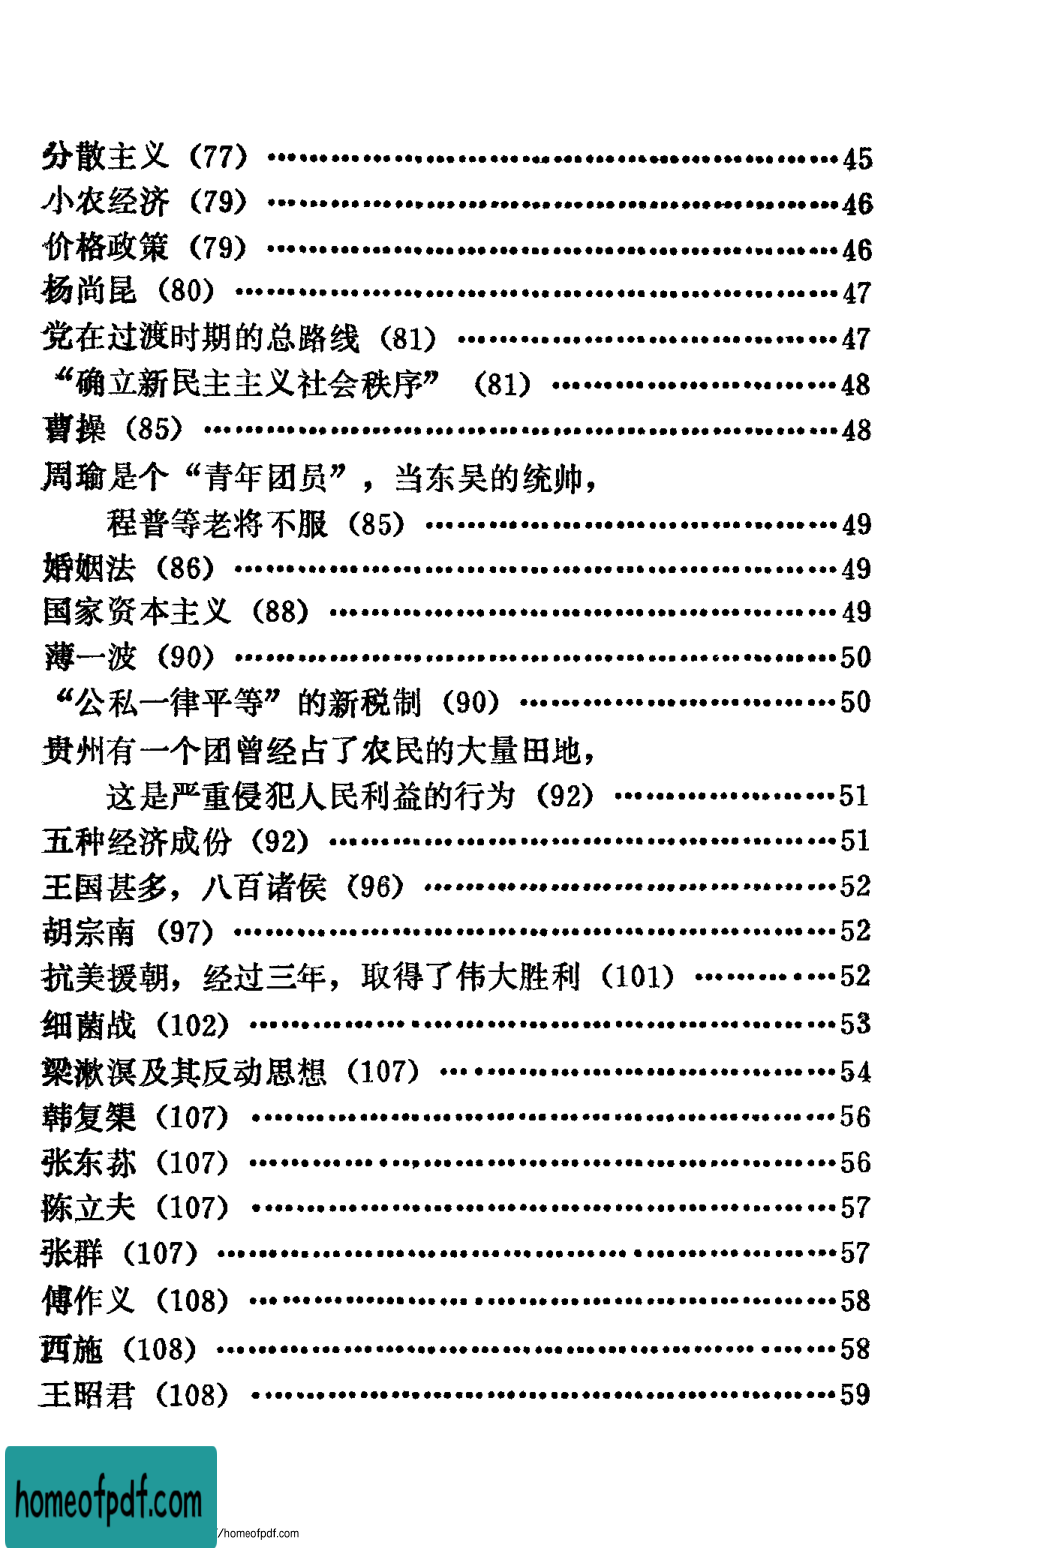 分散主义（77）……………………………………………45
小农经济（79）……………………………………………46
价格政策（79）……………………………………………46
杨尚昆（80）………………………………………………47
党在过渡时期的总路线（81）……………………………47
“确立新民主主义社会秩序”（81）………………………48
曹操（85）…………………………………………………48
周瑜是个“青年团员”，当东吴的统帅，
程普等老将不服（85）……………………………………49
婚姻法（86）………………………………………………49
国家资本主义（88）………………………………………49
薄一波（90）………………………………………………50
“公私一律平等”的新税制（90）…………………………50
贵州有一个团曾经占了农民的大量田地，
这是严重侵犯人民利益的行为（92）……………………51
五种经济成份（92）………………………………………51
王国甚多，八百诸侯（96）………………………………52
胡宗南（97）………………………………………………52
抗美援朝，经过三年，取得了伟大胜利（101）…………52
细菌战（102）……………………………………………53
梁漱溟及其反动思想（107）……………………………54
韩复榘（107）……………………………………………56
张东荪（107）……………………………………………56
陈立夫（107）……………………………………………57
张群（107）………………………………………………57
傅作义（108）……………………………………………58
西施（108）………………………………………………58
王昭君（108）……………………………………………59
homeofpdf.com
/homeofpdf.com